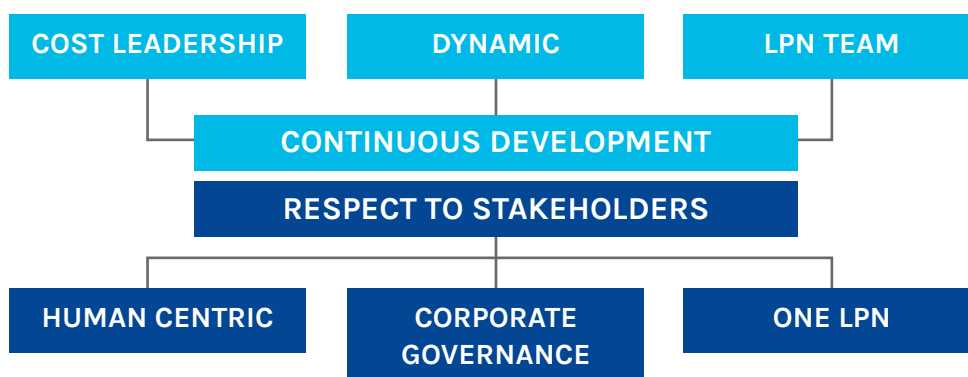 COST LEADERSHIP
DYNAMIC
LPN TEAM
CONTINUOUS DEVELOPMENT
RESPECT TO STAKEHOLDERS
HUMAN CENTRIC
CORPORATE
GOVERNANCE
ONE LPN